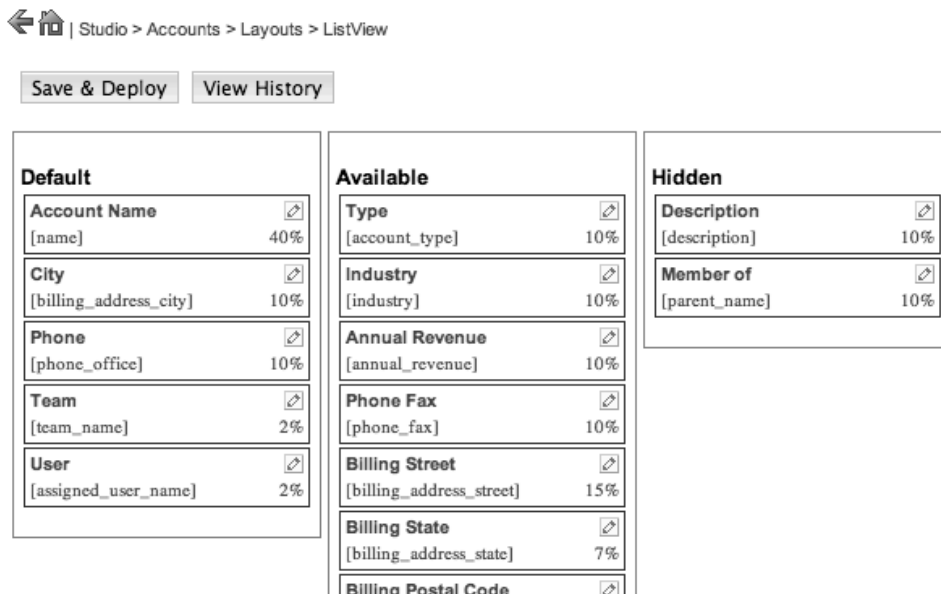 | Studio > Accounts > Layouts > ListView
Save & Deploy View History
Default
Account Name
[name] 40%
City
[billing_address_city] 10%
Phone
[phone_office] 10%
Team
[team_name] 2%
User
[assigned_user_name] 2%
Available
Type
[account_type] 10%
Industry
[industry] 10%
Annual Revenue
[annual_revenue] 10%
Phone Fax
[phone_fax] 10%
Billing Street
[billing_address_street] 15%
Billing State
[billing_address_state] 7%
Billing Postal Code
Hidden
Description
[description] 10%
Member of
[parent_name] 10%